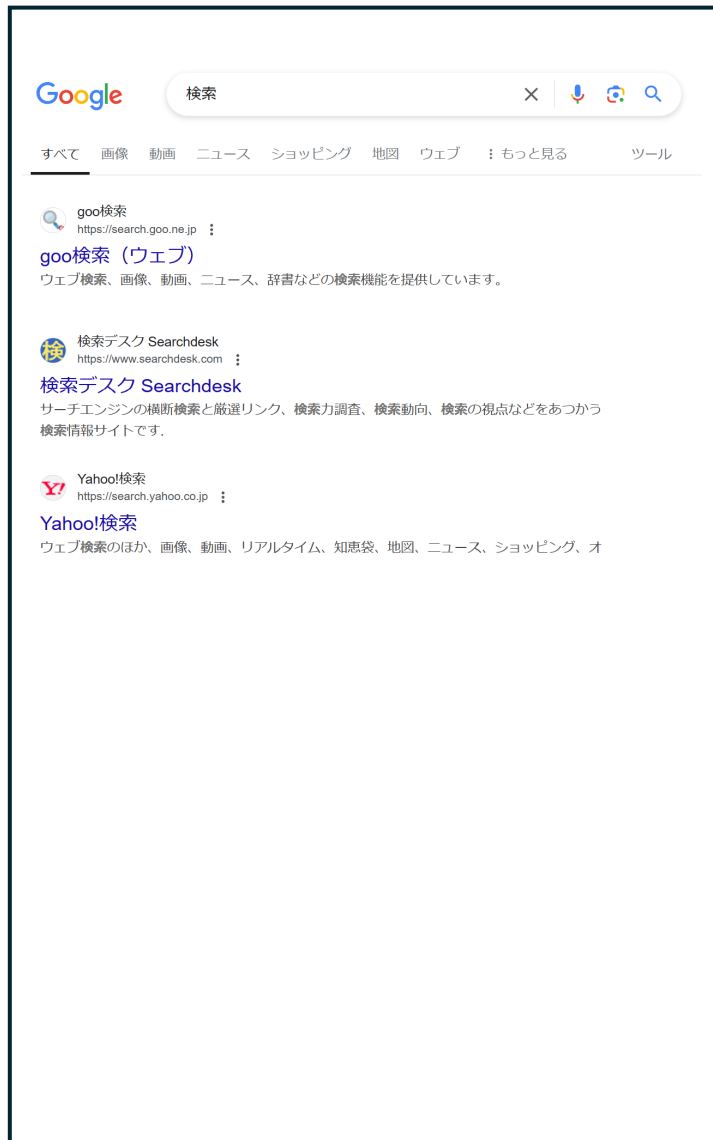 Google
検索
すべて 画像 動画 ニュース ショッピング 地図 ウェブ もっと見る ツール
goo検索
https://search.goo.ne.jp
goo検索（ウェブ）
ウェブ検索、画像、動画、ニュース、辞書などの検索機能を提供しています。
検
検索デスク Searchdesk
https://www.searchdesk.com
検索デスク Searchdesk
サーチエンジンの横断検索と厳選リンク、検索力調査、検索動向、検索の視点などをあつかう
検索情報サイトです.
Y!
Yahoo!検索
https://search.yahoo.co.jp
Yahoo!検索
ウェブ検索のほか、画像、動画、リアルタイム、知恵袋、地図、ニュース、ショッピング、オ